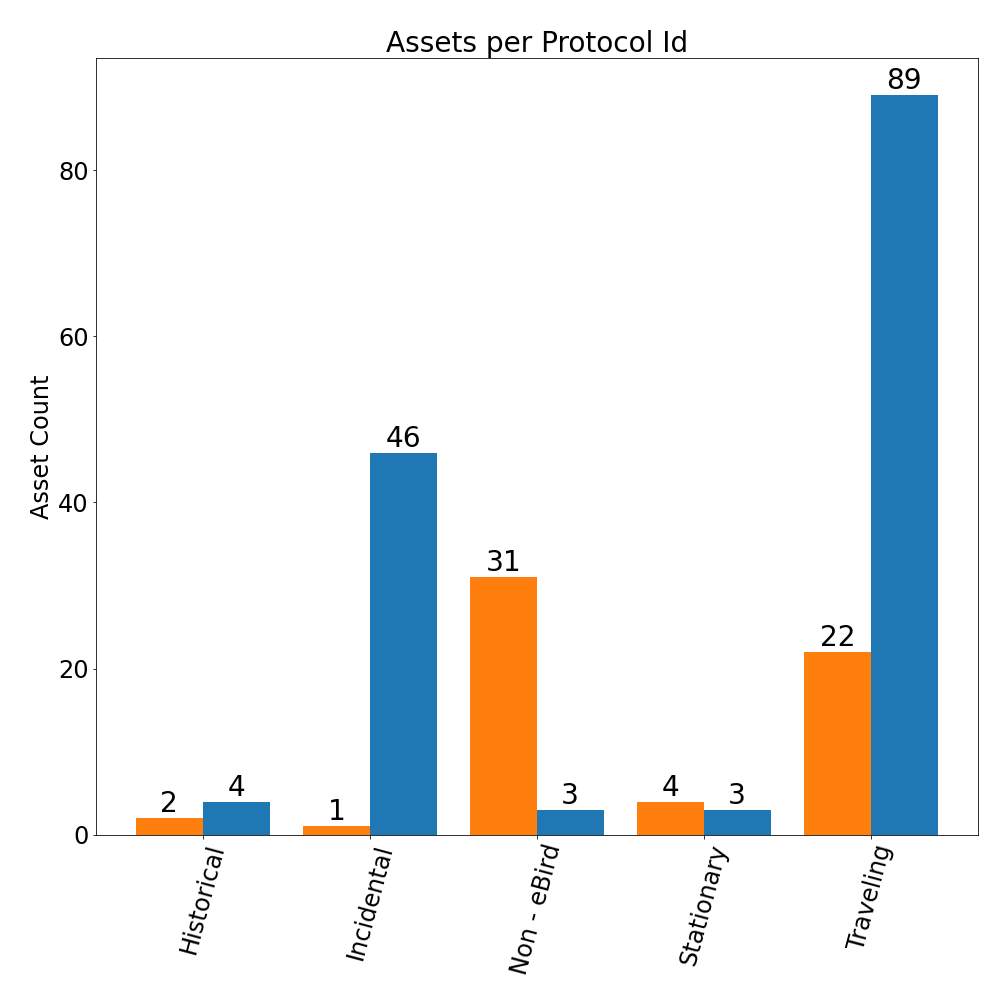 Assets per Protocol Id
Asset Count
80
60
40
20
0
2
4
1
46
31
3
4
3
22
89
Historical
Incidental
Non - eBird
Stationary
Traveling